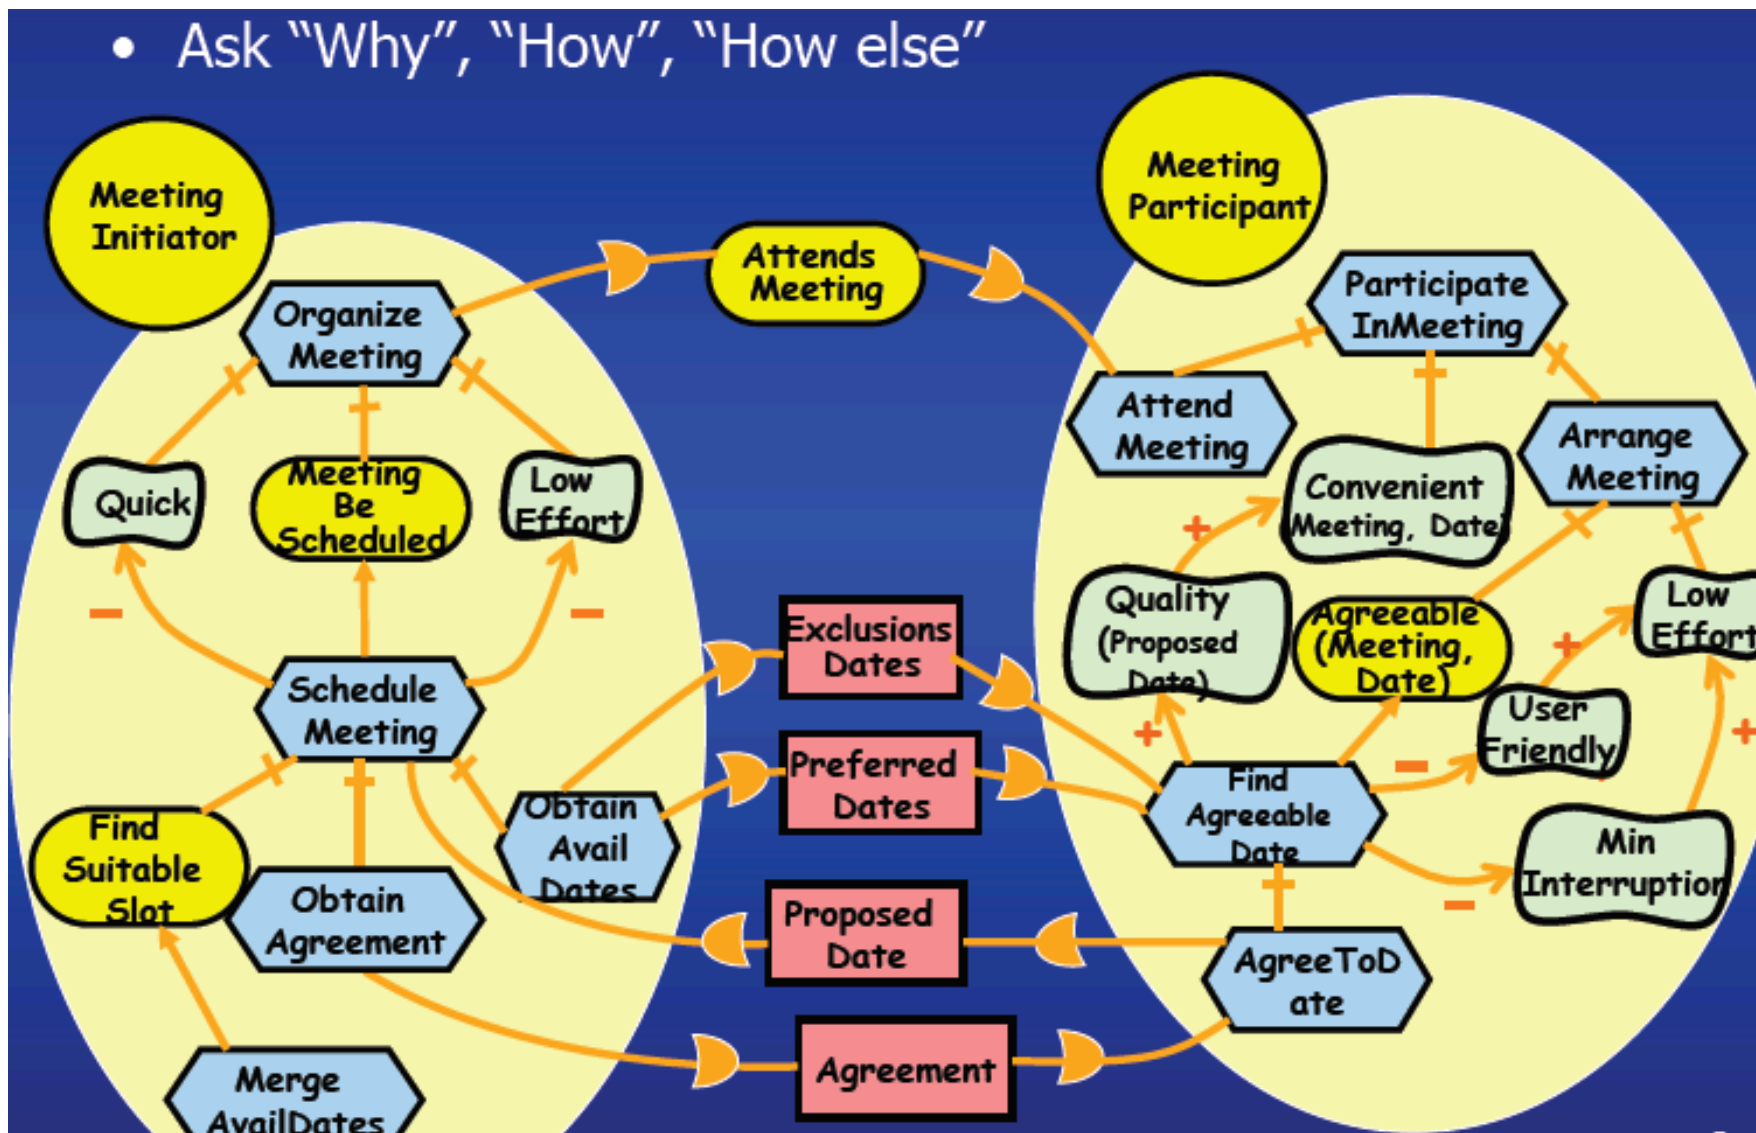 • Ask “Why”, “How”, “How else”
Meeting
Initiator
Meeting
Participant
Attends
Meeting
Organize
Meeting
Participate
InMeeting
Attend
Meeting
Arrange
Meeting
Quick
Meeting
Be
Scheduled
Low
Effort
Convenient
(Meeting, Date)
+
Quality
(Proposed
Date)
Agreeable
(Meeting,
Date)
Low
Effort
+
–
–
Exclusions
Dates
Schedule
Meeting
User
Friendly
+
+
–
Preferred
Dates
Find
Agreeable
Date
Find
Suitable
Slot
Obtain
Avail
Dates
Min
Interruption
–
Obtain
Agreement
Proposed
Date
AgreeToD
ate
Agreement
Merge
AvailDates